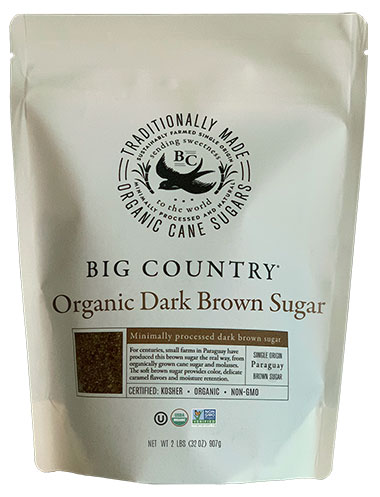 TRADITIONALLY MADE
SUSTAINABLY FARMED SINGLE ORIGIN
sending sweetness
BC
to the world
MINIMALLY PROCESSED AND NATURAL
ORGANIC CANE SUGARS
BIG COUNTRY®
Organic Dark Brown Sugar
Minimally processed dark brown sugar
For centuries, small farms in Paraguay have
produced this brown sugar the real way, from
organically grown cane sugar and molasses.
The soft brown sugar provides color, delicate
caramel flavors and moisture retention.
SINGLE ORIGIN
Paraguay
BROWN SUGAR
CERTIFIED: KOSHER • ORGANIC • NON-GMO
U
USDA
ORGANIC
NON
GMO
NET WT 2 LBS (32 OZ) 907g